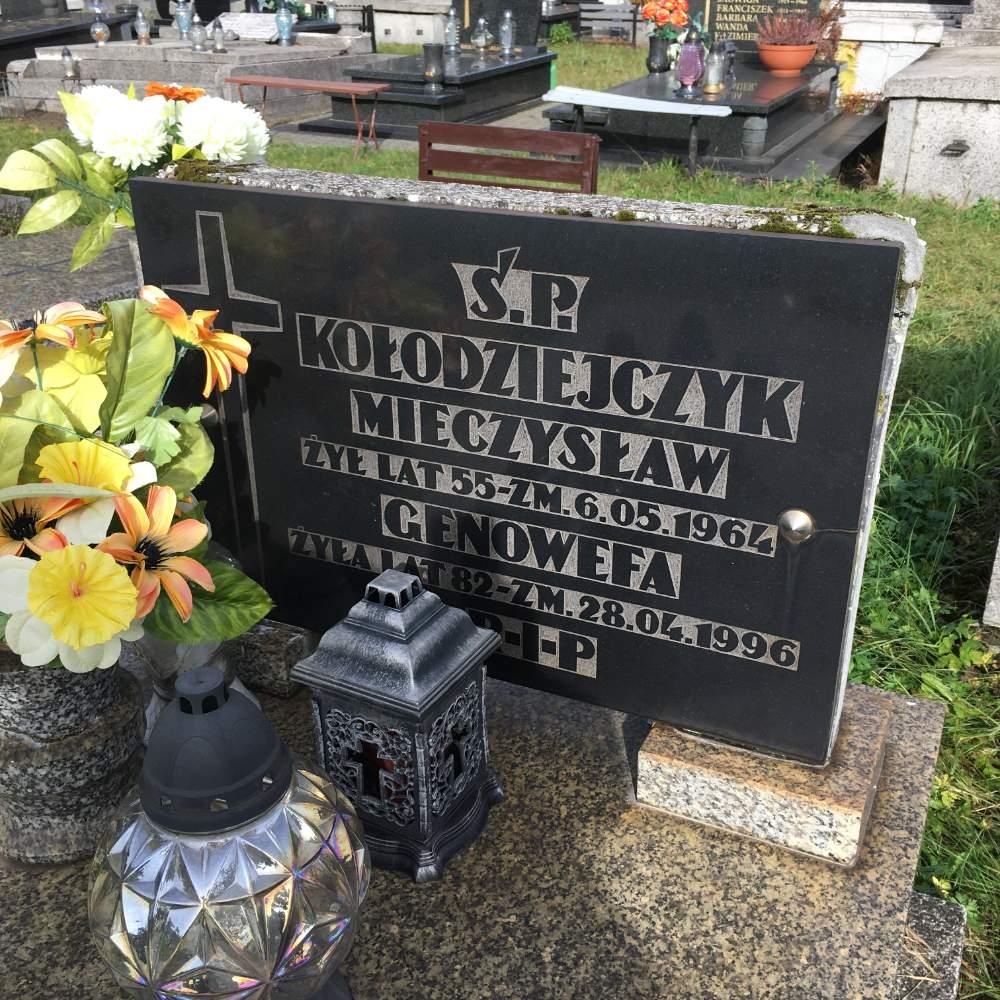 FRANCISZEK
BARBARA
WANDA
Ś.P.
KOŁODZIEJCZYK
MIECZYSŁAW
ŻYŁ LAT 55-ZM. 6.05.1964
GENOWEFA
ŻYŁA LAT 82-ZM. 28.04.1996
R-I-P